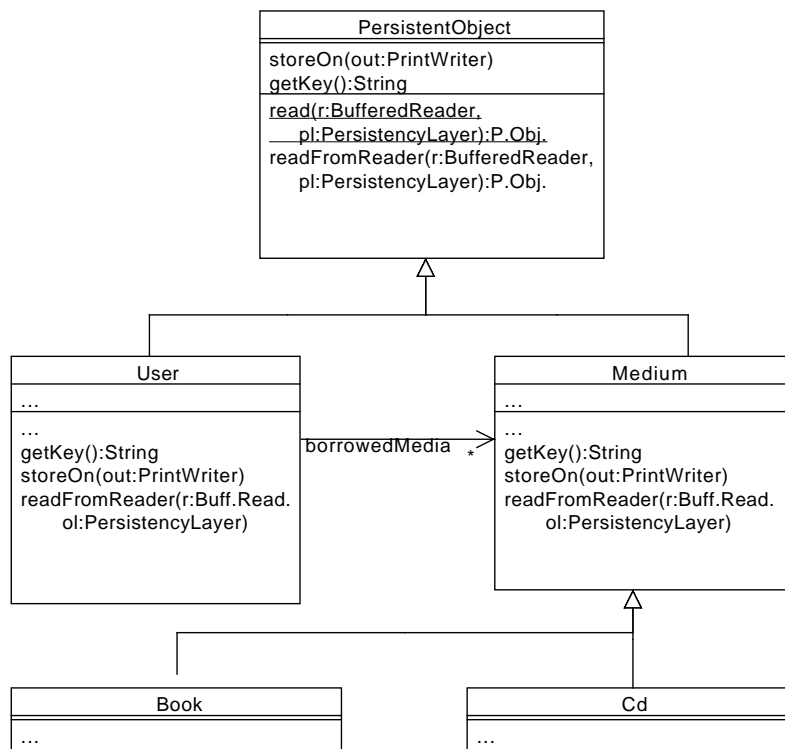 PersistentObject
storeOn(out:PrintWriter)
getKey():String
read(r:BufferedReader,
pl:PersistencyLayer):P.Obj.
readFromReader(r:BufferedReader,
pl:PersistencyLayer):P.Obj.
User
...
...
getKey():String
storeOn(out:PrintWriter)
readFromReader(r:Buff.Read.
ol:PersistencyLayer)
borrowedMedia *
Medium
...
...
getKey():String
storeOn(out:PrintWriter)
readFromReader(r:Buff.Read.
ol:PersistencyLayer)
Book
...
Cd
...